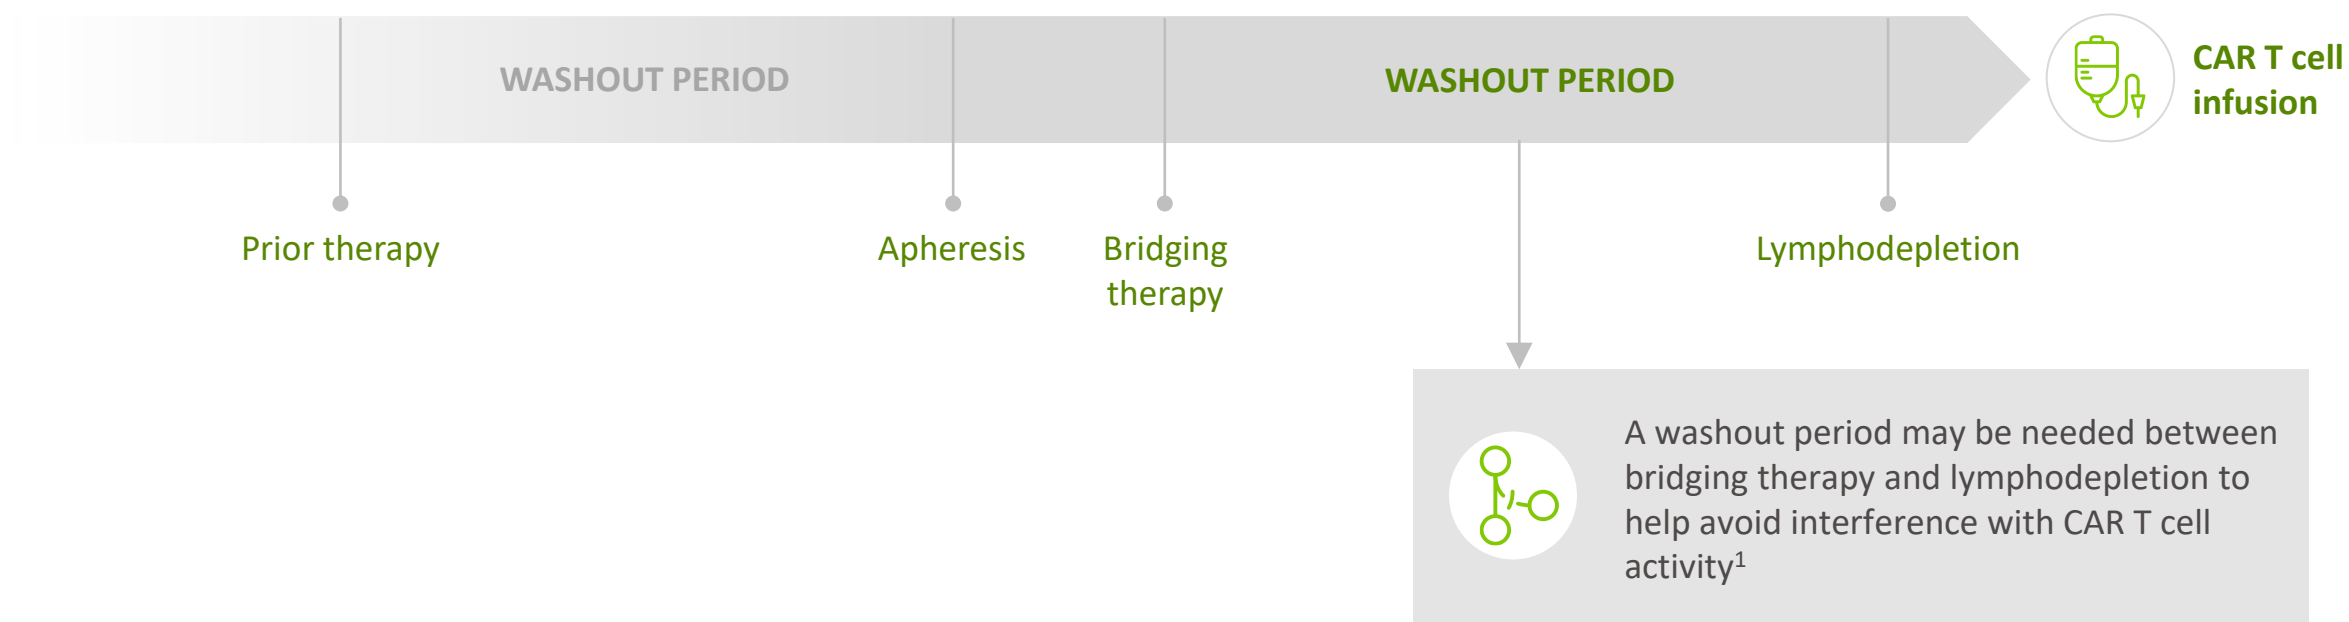 WASHOUT PERIOD
WASHOUT PERIOD
CAR T cell
infusion
Prior therapy
Apheresis
Bridging
therapy
Lymphodepletion
A washout period may be needed between
bridging therapy and lymphodepletion to
help avoid interference with CAR T cell
activity¹